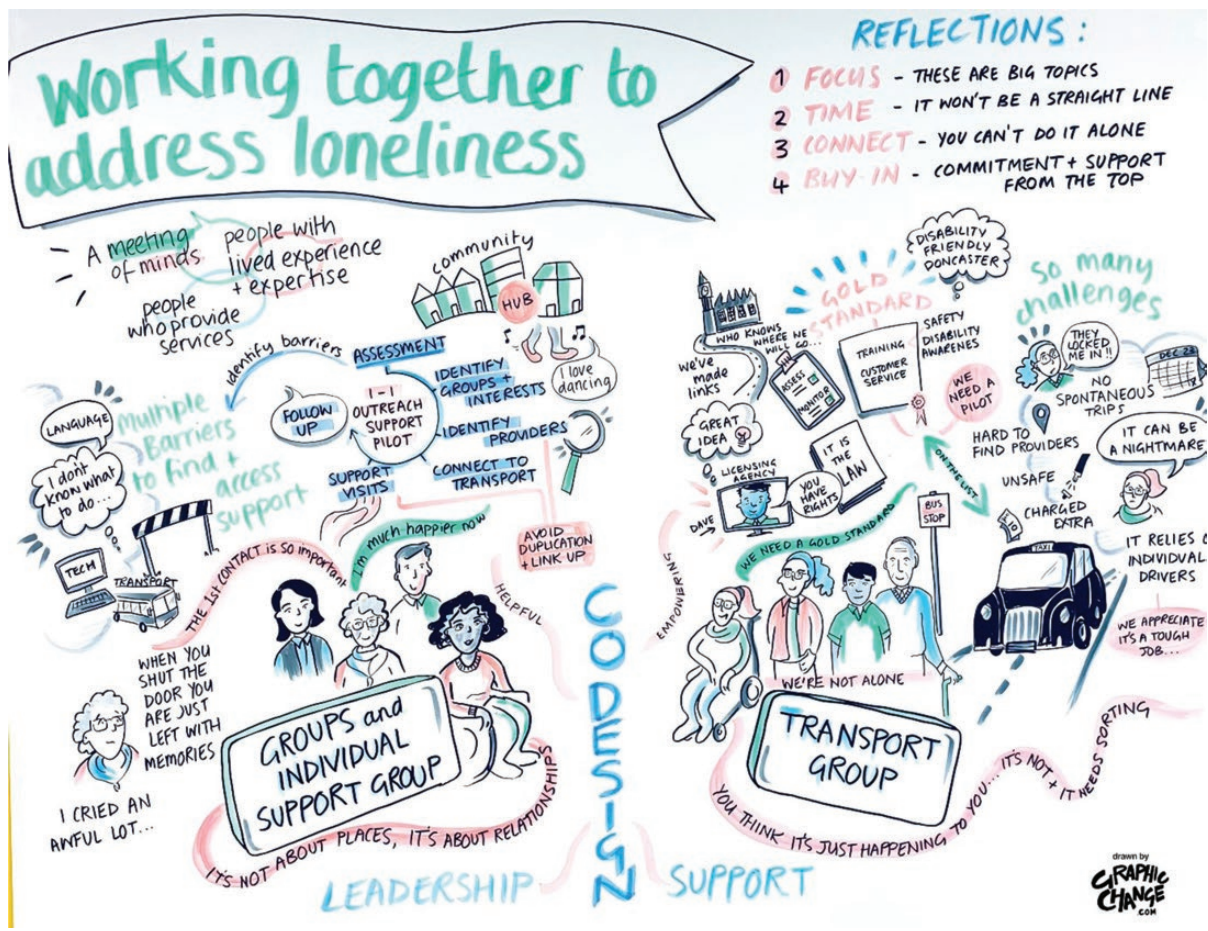 Working together to
address loneliness
REFLECTIONS:
1 FOCUS - THESE ARE BIG TOPICS
2 TIME - IT WON'T BE A STRAIGHT LINE
3 CONNECT - YOU CAN'T DO IT ALONE
4 BUY-IN - COMMITMENT + SUPPORT
FROM THE TOP
A meeting
of minds
people with
lived experience
+ expertise
people
who provide
services
community
HUB
I love
dancing
identify barriers
ASSESSMENT
IDENTIFY
GROUPS +
INTERESTS
IDENTIFY
PROVIDERS
CONNECT TO
TRANSPORT
SUPPORT
VISITS
FOLLOW
UP
1-1
OUTREACH
SUPPORT
PILOT
AVOID
DUPLICATION
+ LINK UP
Multiple
Barriers
to find +
access
support
LANGUAGE
I dont
know what
to do...
TECH
TRANSPORT
THE 1st CONTACT is so important
I'm much happier now
HELPFUL
WHEN YOU
SHUT THE
DOOR YOU
ARE JUST
LEFT WITH
MEMORIES
I CRIED AN
AWFUL LOT...
GROUPS and
INDIVIDUAL
SUPPORT GROUP
IT'S NOT ABOUT PLACES, IT'S ABOUT RELATIONSHIPS
CODESIGN
LEADERSHIP
SUPPORT
WHO KNOWS
WHERE WE
WILL GO...
we've
made
links
GREAT
IDEA
ASSESS
MONITOR
GOLD
STANDARD
DISABILITY
FRIENDLY
DONCASTER
TRAINING
CUSTOMER
SERVICE
SAFETY
DISABILITY
AWARENES
WE
NEED A
PILOT
LICENSING
AGENCY
DAVE
YOU
HAVE
RIGHTS
IT IS
THE
LAW
ON THE LIST
BUS
STOP
WE NEED A GOLD STANDARD
EMPOWERING
WE'RE NOT ALONE
TRANSPORT
GROUP
YOU THINK IT'S JUST HAPPENING TO YOU... IT'S NOT + IT NEEDS SORTING
so many
challenges
THEY
LOCKED
ME IN!!
NO
SPONTANEOUS
TRIPS
HARD TO
FIND PROVIDERS
UNSAFE
CHARGED
EXTRA
10
TAXI
IT CAN BE
A NIGHTMARE
IT RELIES
INDIVIDUAL
DRIVERS
WE APPRECIATE
IT'S A TOUGH
JOB...
drawn by
GRAPHIC
CHANGE
.COM